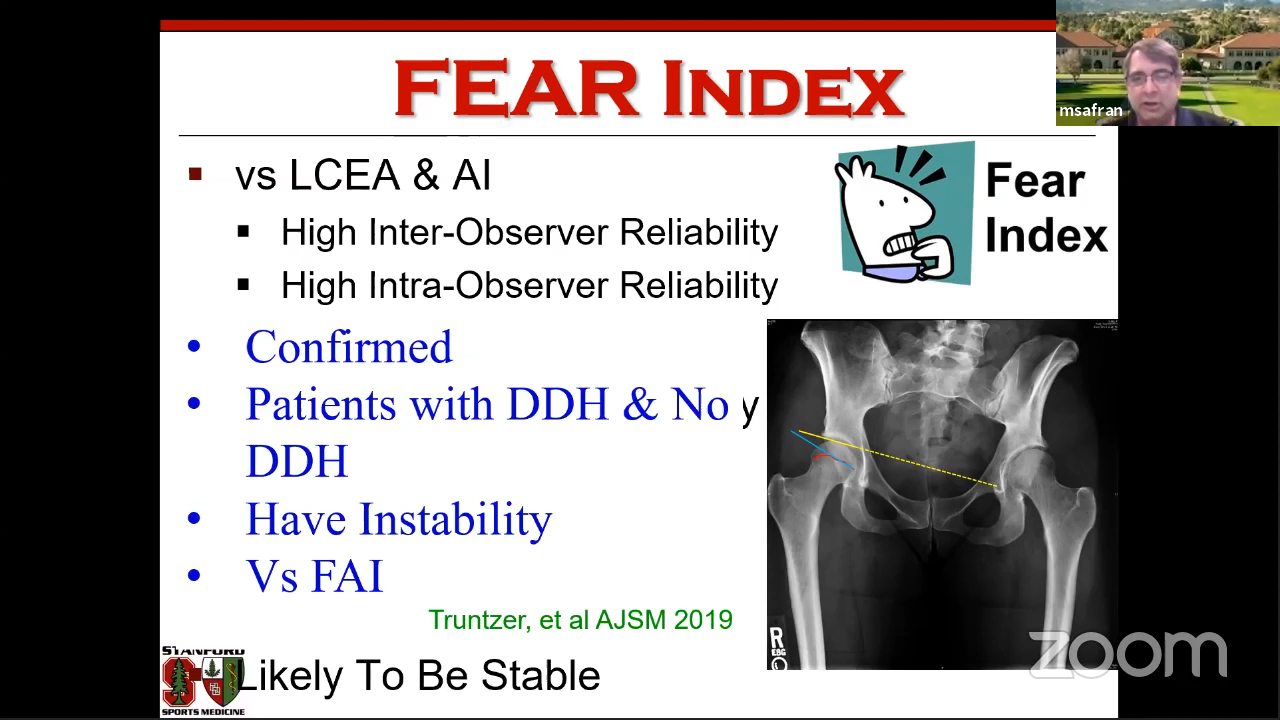 FEAR INDEX
msafran
vs LCEA & AI
High Inter-Observer Reliability
High Intra-Observer Reliability
Fear
Index
Confirmed
Patients with DDH & No y
DDH
Have Instability
Vs FAI
Truntzer, et al AJSM 2019
R
EBG
zoom
Likely To Be Stable
STANFORD
SPORTS MEDICINE